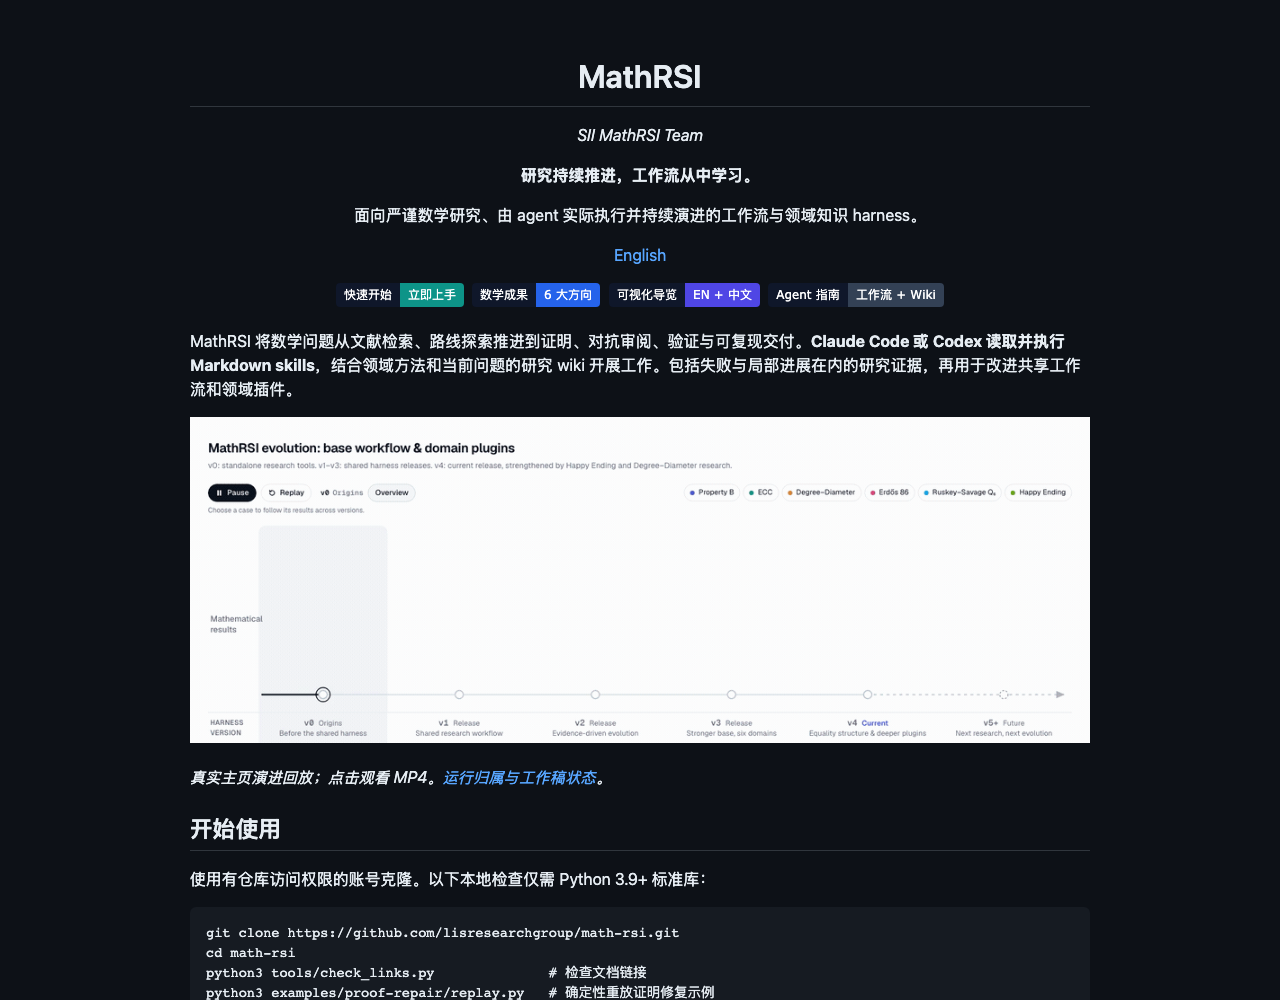 MathRSI
SII MathRSI Team
研究持续推进，工作流从中学习。
面向严谨数学研究、由 agent 实际执行并持续演进的工作流与领域知识 harness。
English
快速开始 立即上手 数学成果 6 大方向 可视化导览 EN + 中文 Agent 指南 工作流 + Wiki
MathRSI 将数学问题从文献检索、路线探索推进到证明、对抗审阅、验证与可复现交付。Claude Code 或 Codex 读取并执行
Markdown skills，结合领域方法和当前问题的研究 wiki 开展工作。包括失败与局部进展在内的研究证据，再用于改进共享工作
流和领域插件。
MathRSI evolution: base workflow & domain plugins
v0: standalone research tools. v1–v3: shared harness releases. v4: current release, strengthened by Happy Ending and Degree–Diameter research.
Pause Replay v0 Origins Overview Property B ECC Degree–Diameter Erdős 86 Ruskey–Savage Q₄ Happy Ending
Choose a case to follow its results across versions.
Mathematical
results
HARNESS
VERSION
v0 Origins
Before the shared harness
v1 Release
Shared research workflow
v2 Release
Evidence-driven evolution
v3 Release
Stronger base, six domains
v4 Current
Equality structure & deeper plugins
v5+ Future
Next research, next evolution
真实主页演进回放；点击观看 MP4。运行归属与工作稿状态。
开始使用
使用有仓库访问权限的账号克隆。以下本地检查仅需 Python 3.9+ 标准库：
git clone https://github.com/lisresearchgroup/math-rsi.git
cd math-rsi
python3 tools/check_links.py # 检查文档链接
python3 examples/proof-repair/replay.py # 确定性重放证明修复示例